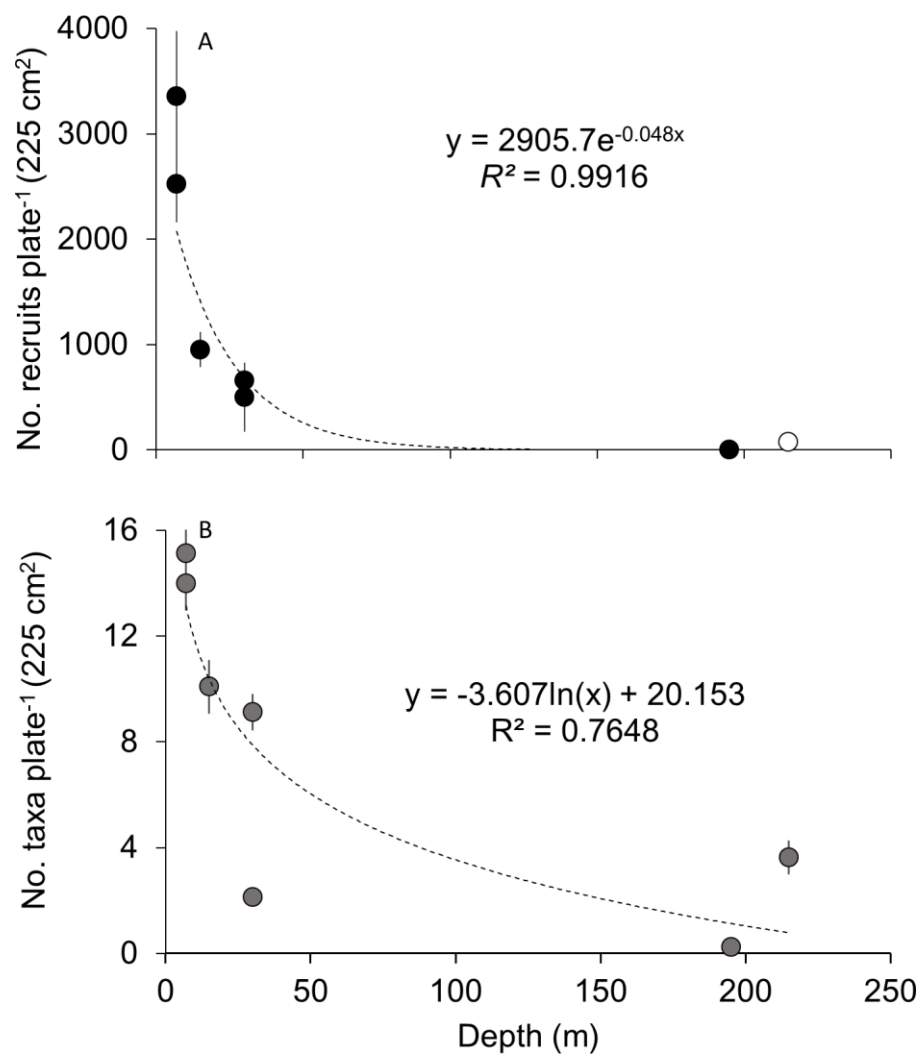 No. recruits plate⁻¹ (225 cm²)
4000
3000
2000
1000
0
A
y = 2905.7e⁻⁰·⁰⁴⁸ˣ
R² = 0.9916
No. taxa plate⁻¹ (225 cm²)
16
12
8
4
0
B
y = -3.607ln(x) + 20.153
R² = 0.7648
0 50 100 150 200 250
Depth (m)